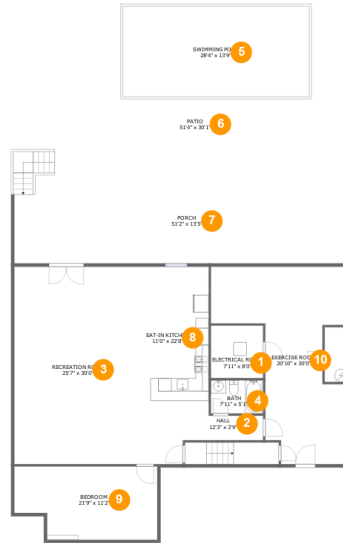 SWIMMING PO 5
28'4" x 13'9"
PATIO 6
51'4" x 30'1"
PORCH 7
51'2" x 13'5"
EAT-IN KITCH 8
11'0" x 22'8"
ELECTRICAL RO 1
7'11" x 8'0"
EXERCISE ROO 10
20'10" x 30'0"
RECREATION RO 3
25'7" x 30'0"
BATH 4
7'11" x 5'1"
HALL 2
12'3" x 3'9"
BEDROOM 9
21'9" x 11'2"